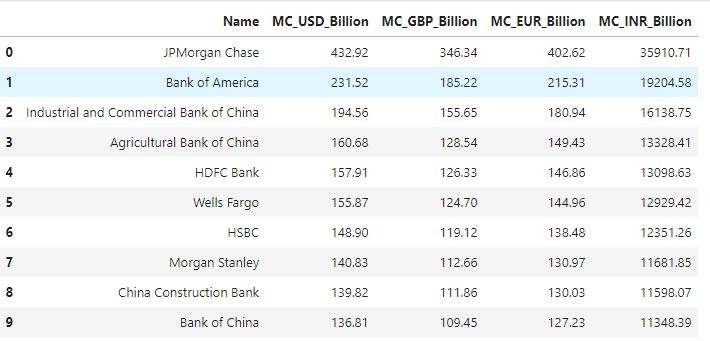 Name MC_USD_Billion MC_GBP_Billion MC_EUR_Billion MC_INR_Billion
0 JPMorgan Chase 432.92 346.34 402.62 35910.71
1 Bank of America 231.52 185.22 215.31 19204.58
2 Industrial and Commercial Bank of China 194.56 155.65 180.94 16138.75
3 Agricultural Bank of China 160.68 128.54 149.43 13328.41
4 HDFC Bank 157.91 126.33 146.86 13098.63
5 Wells Fargo 155.87 124.70 144.96 12929.42
6 HSBC 148.90 119.12 138.48 12351.26
7 Morgan Stanley 140.83 112.66 130.97 11681.85
8 China Construction Bank 139.82 111.86 130.03 11598.07
9 Bank of China 136.81 109.45 127.23 11348.39